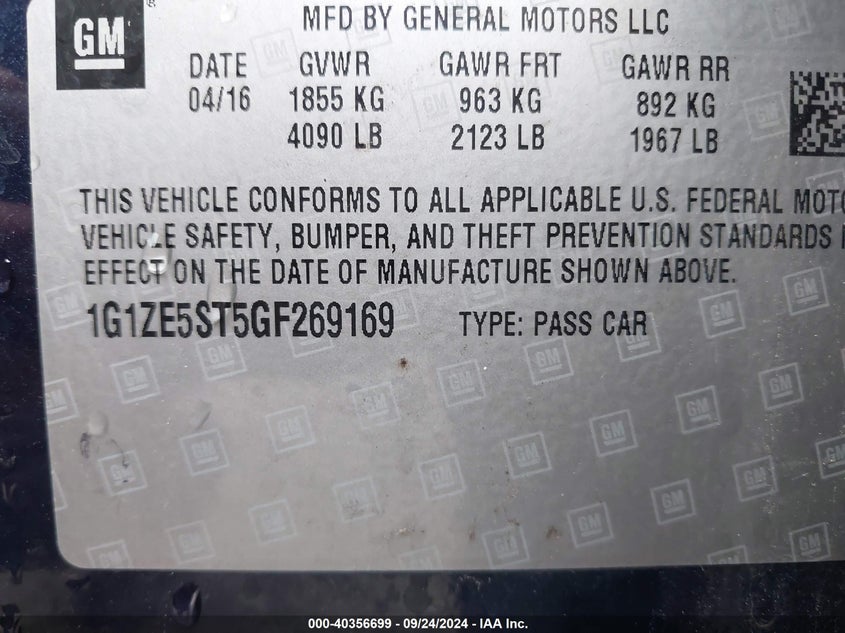 GM
®
MFD BY GENERAL MOTORS LLC
DATE GVWR GAWR FRT GAWR RR
04/16 1855 KG 963 KG 892 KG
4090 LB 2123 LB 1967 LB
THIS VEHICLE CONFORMS TO ALL APPLICABLE U.S. FEDERAL MOTO
VEHICLE SAFETY, BUMPER, AND THEFT PREVENTION STANDARDS I
EFFECT ON THE DATE OF MANUFACTURE SHOWN ABOVE.
1G1ZE5ST5GF269169 TYPE: PASS CAR
000-40356699 - 09/24/2024 - IAA Inc.